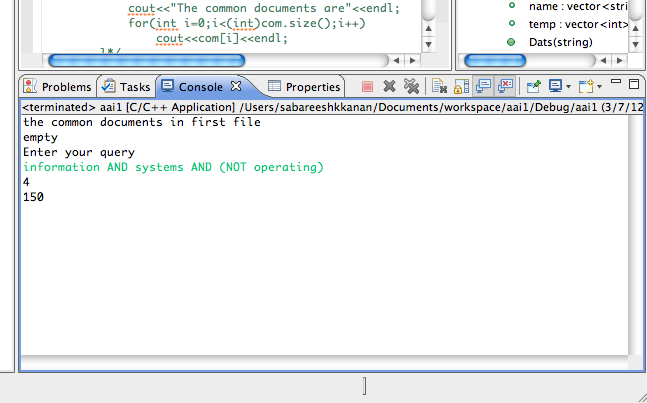 cout<<"The common documents are"<<endl;
for(int i=0;i<(int)com.size();i++)
cout<<com[i]<<endl;
}*/
name : vector<stri
temp : vector<int>
Dats(string)
Problems Tasks Console Properties
<terminated> aai1 [C/C++ Application] /Users/sabareeshkkanan/Documents/workspace/aai1/Debug/aai1 (3/7/12
the common documents in first file
empty
Enter your query
information AND systems AND (NOT operating)
4
150